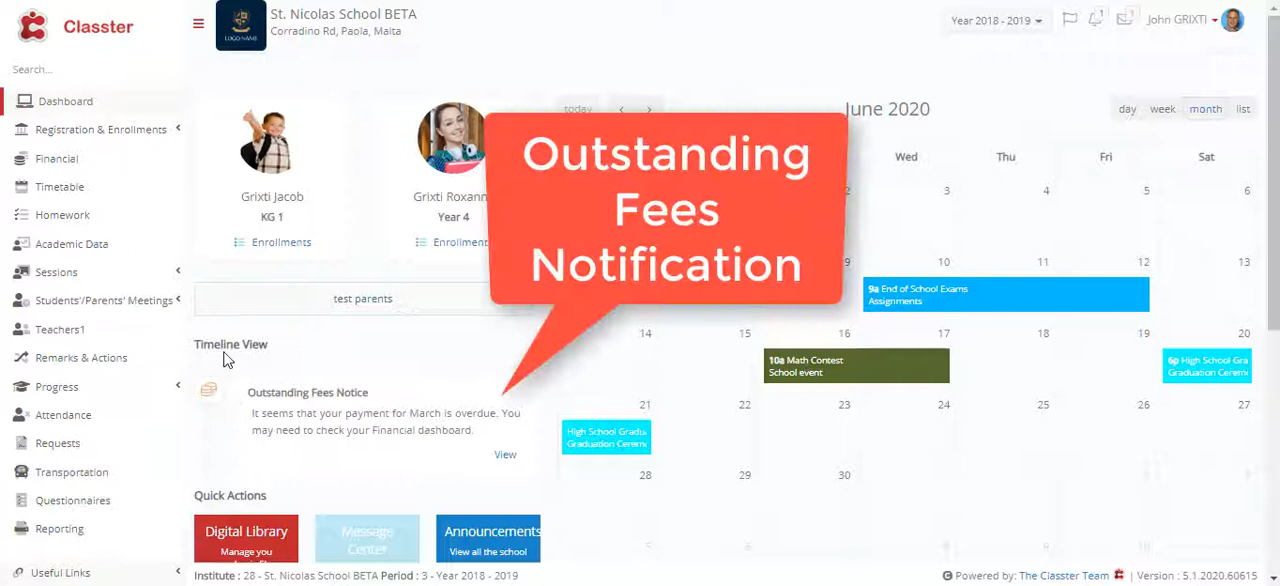 Classter
St. Nicolas School BETA
Corradino Rd, Paola, Malta
LOGO NAME
Year 2018 - 2019
1
1
John GRIXTI
Search...
Dashboard
Registration & Enrollments
Financial
Timetable
Homework
Academic Data
Sessions
Students'/Parents' Meetings
Teachers1
Remarks & Actions
Progress
Attendance
Requests
Transportation
Questionnaires
Reporting
Useful Links
Grixti Jacob
KG 1
Enrollments
Grixti Roxann
Year 4
Enrollment
test parents
Timeline View
Outstanding Fees Notice
It seems that your payment for March is overdue. You
may need to check your Financial dashboard.
View
Quick Actions
Digital Library
Manage you
Message
Center
Announcements
View all the school
Outstanding
Fees
Notification
today
June 2020
day week month list
Wed Thu Fri Sat
2 3 4 5 6
9 10 11 12 13
9a End of School Exams
Assignments
14 15 16 17 18 19 20
10a Math Contest
School event
6p High School Gra
Graduation Cerem
21 22 23 24 25 26 27
High School Gradu
Graduation Cerem
28 29 30
Institute : 28 - St. Nicolas School BETA Period : 3 - Year 2018 - 2019
Powered by: The Classter Team Version : 5.1.2020.60615